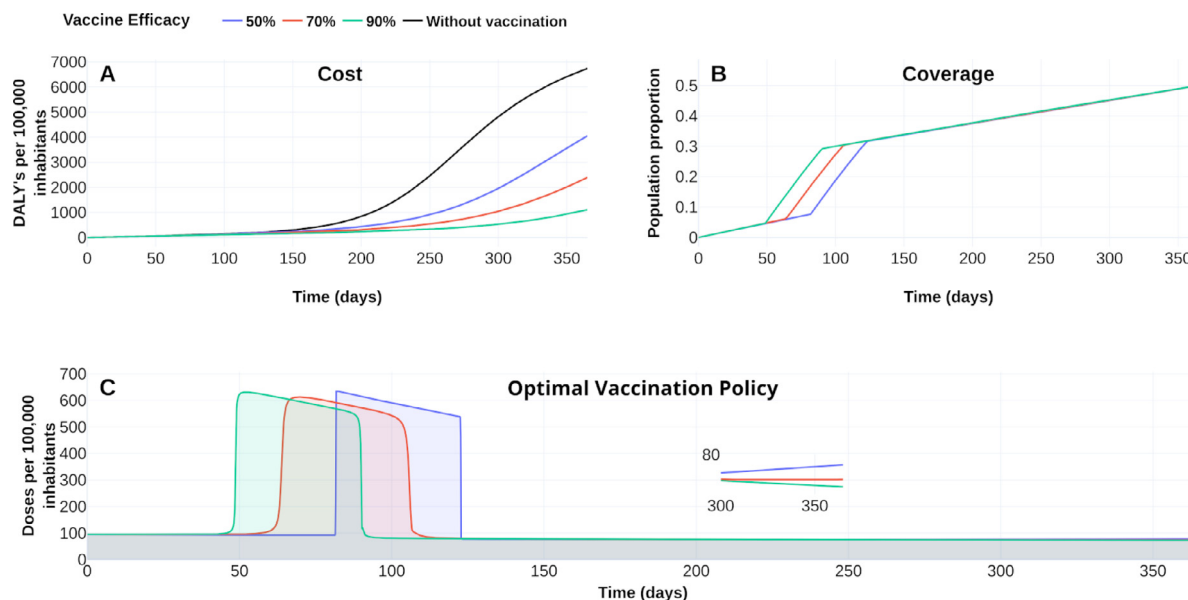 Vaccine Efficacy 50% 70% 90% Without vaccination
A Cost
DALY's per 100,000
inhabitants
7000
6000
5000
4000
3000
2000
1000
0
0 50 100 150 200 250 300 350
Time (days)
B Coverage
Population proportion
0.5
0.4
0.3
0.2
0.1
0
0 50 100 150 200 250 300 350
Time (days)
C Optimal Vaccination Policy
Doses per 100,000
inhabitants
700
600
500
400
300
200
100
0
80
300 350
0 50 100 150 200 250 300 350
Time (days)